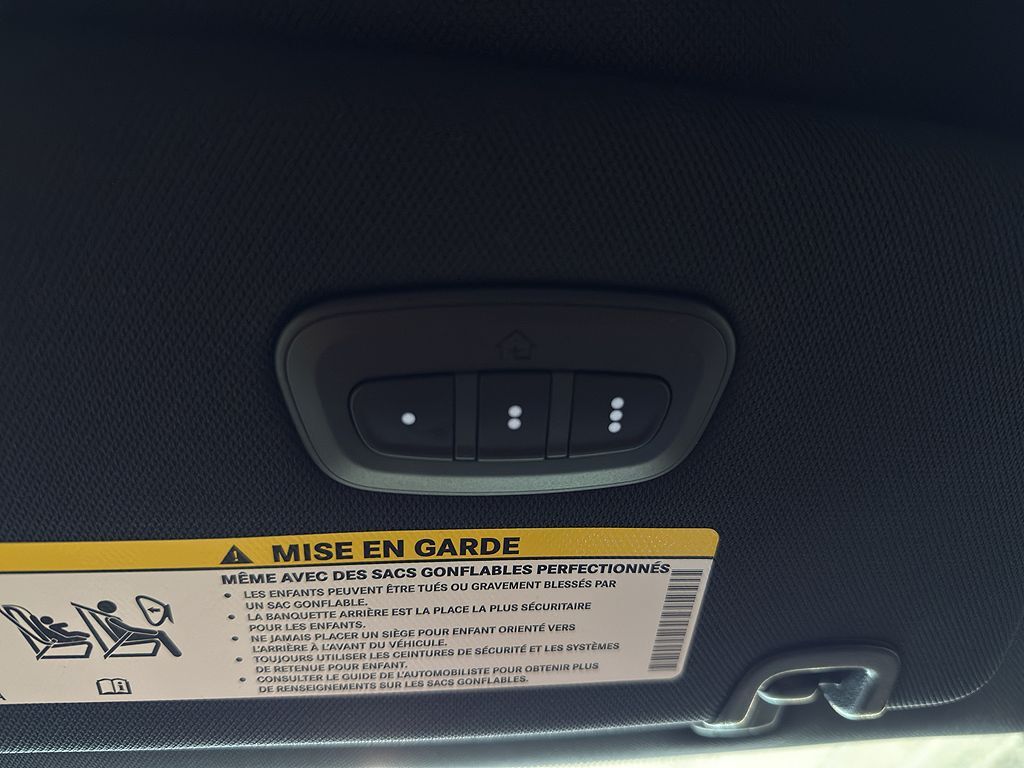 MISE EN GARDE
MÊME AVEC DES SACS GONFLABLES PERFECTIONNÉS
• LES ENFANTS PEUVENT ÊTRE TUÉS OU GRAVEMENT BLESSÉS PAR
UN SAC GONFLABLE.
• LA BANQUETTE ARRIÈRE EST LA PLACE LA PLUS SÉCURITAIRE
POUR LES ENFANTS.
• NE JAMAIS PLACER UN SIÈGE POUR ENFANT ORIENTÉ VERS
L'ARRIÈRE À L'AVANT DU VÉHICULE.
• TOUJOURS UTILISER LES CEINTURES DE SÉCURITÉ ET LES SYSTÈMES
DE RETENUE POUR ENFANT.
• CONSULTER LE GUIDE DE L'AUTOMOBILISTE POUR OBTENIR PLUS
DE RENSEIGNEMENTS SUR LES SACS GONFLABLES.